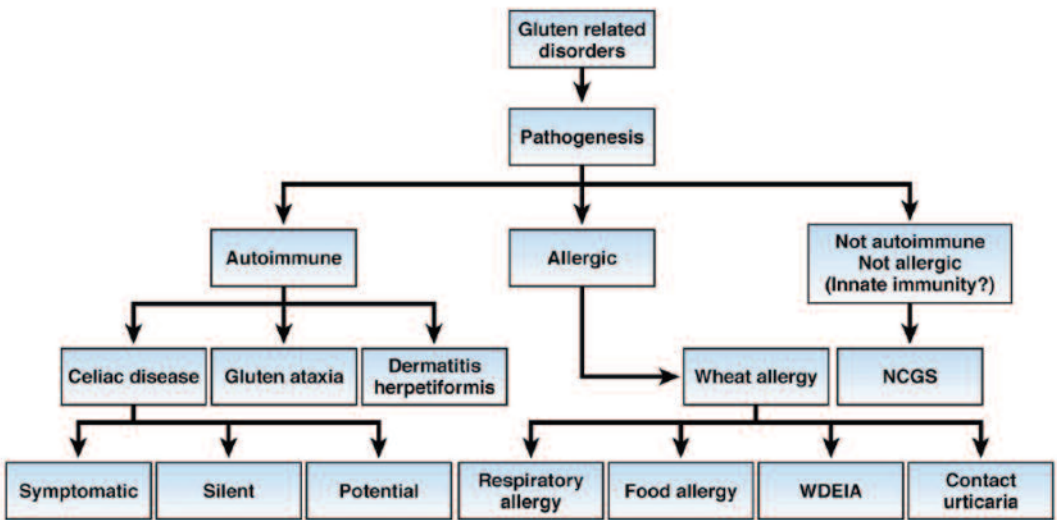 Gluten related
disorders
Pathogenesis
Autoimmune
Allergic
Not autoimmune
Not allergic
(Innate immunity?)
Celiac disease
Gluten ataxia
Dermatitis
herpetiformis
Wheat allergy
NCGS
Symptomatic
Silent
Potential
Respiratory
allergy
Food allergy
WDEIA
Contact
urticaria